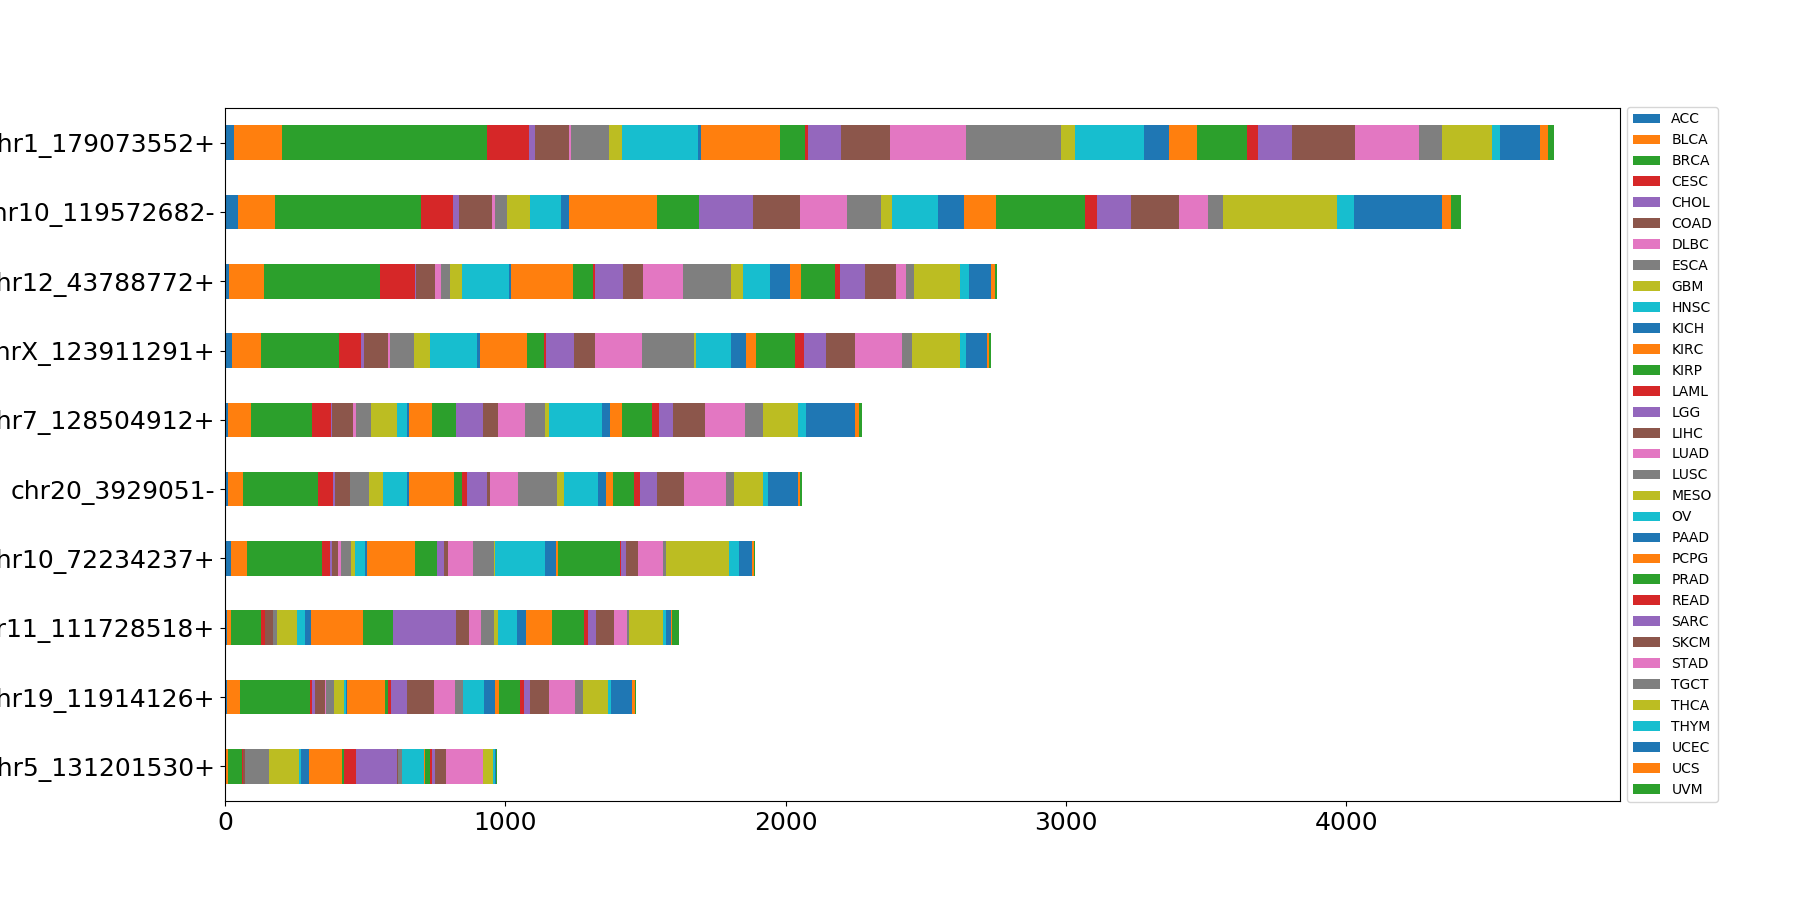 hr1_179073552+
hr10_119572682-
hr12_43788772+
hrX_123911291+
hr7_128504912+
chr20_3929051-
hr10_72234237+
r11_111728518+
hr19_11914126+
hr5_131201530+
0 1000 2000 3000 4000
ACC
BLCA
BRCA
CESC
CHOL
COAD
DLBC
ESCA
GBM
HNSC
KICH
KIRC
KIRP
LAML
LGG
LIHC
LUAD
LUSC
MESO
OV
PAAD
PCPG
PRAD
READ
SARC
SKCM
STAD
TGCT
THCA
THYM
UCEC
UCS
UVM